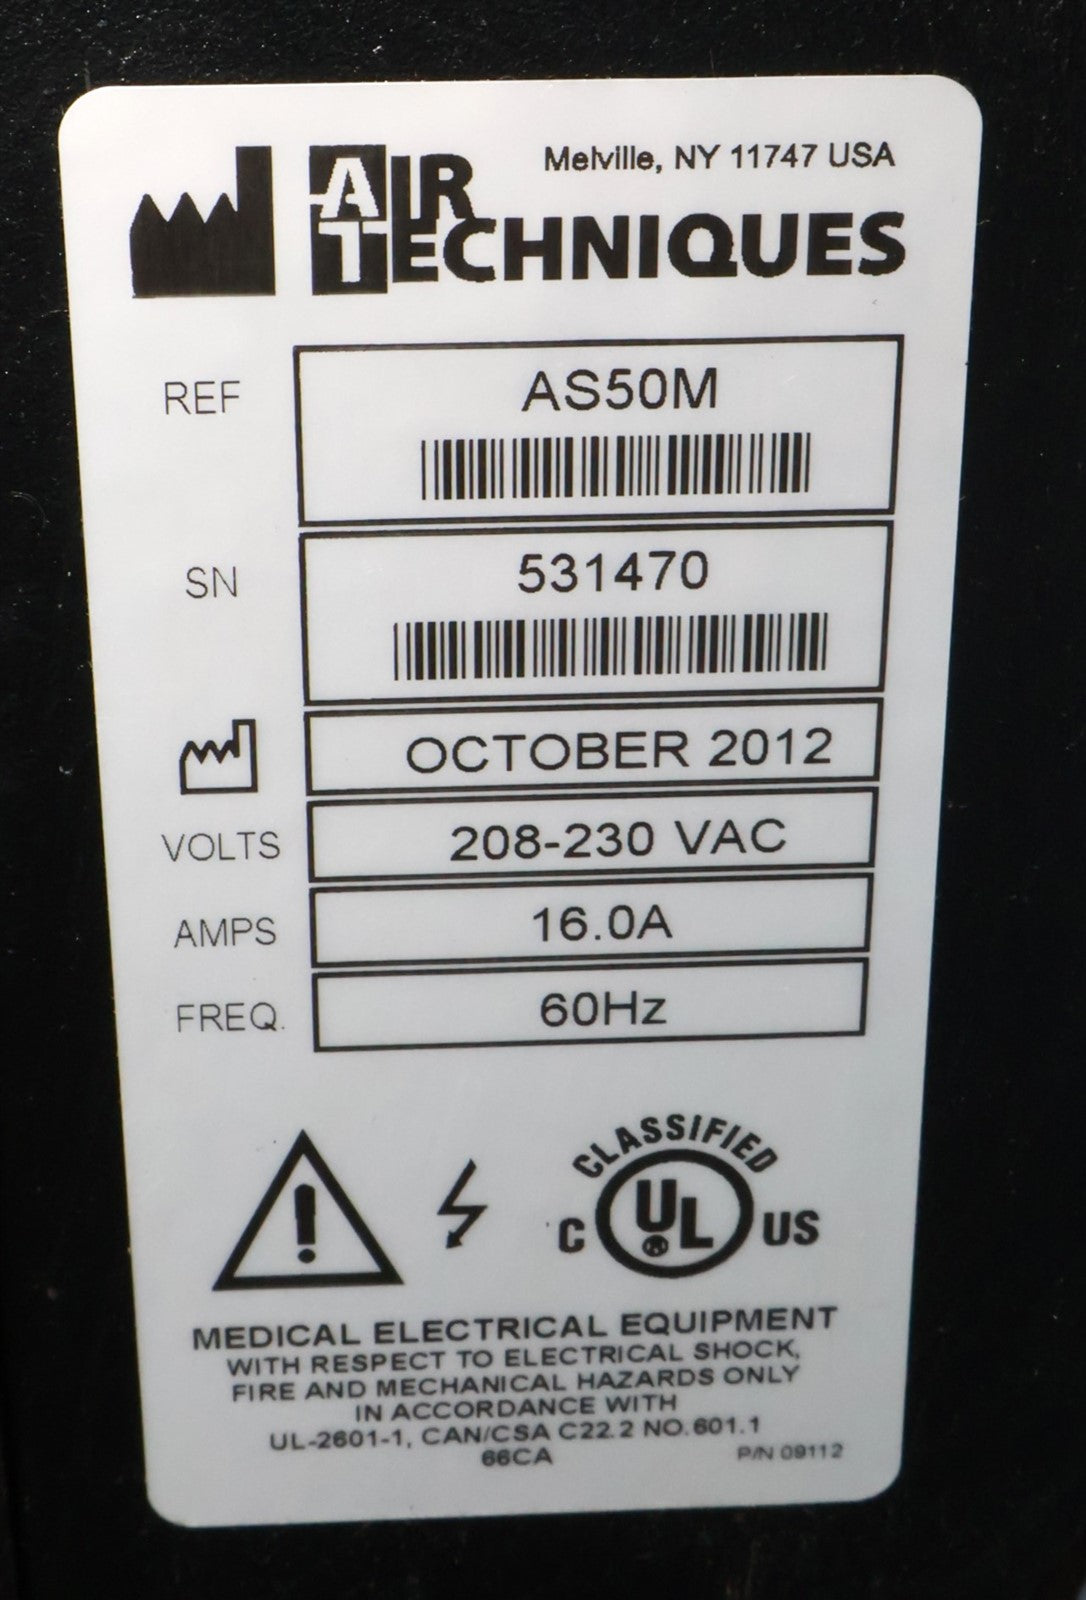 Melville, NY 11747 USA
AIR
TECHNIQUES
REF AS50M
SN 531470
OCTOBER 2012
VOLTS 208-230 VAC
AMPS 16.0A
FREQ. 60Hz
CLASSIFIED
C UL® US
MEDICAL ELECTRICAL EQUIPMENT
WITH RESPECT TO ELECTRICAL SHOCK,
FIRE AND MECHANICAL HAZARDS ONLY
IN ACCORDANCE WITH
UL-2601-1, CAN/CSA C22.2 NO.601.1
66CA P/N 09112